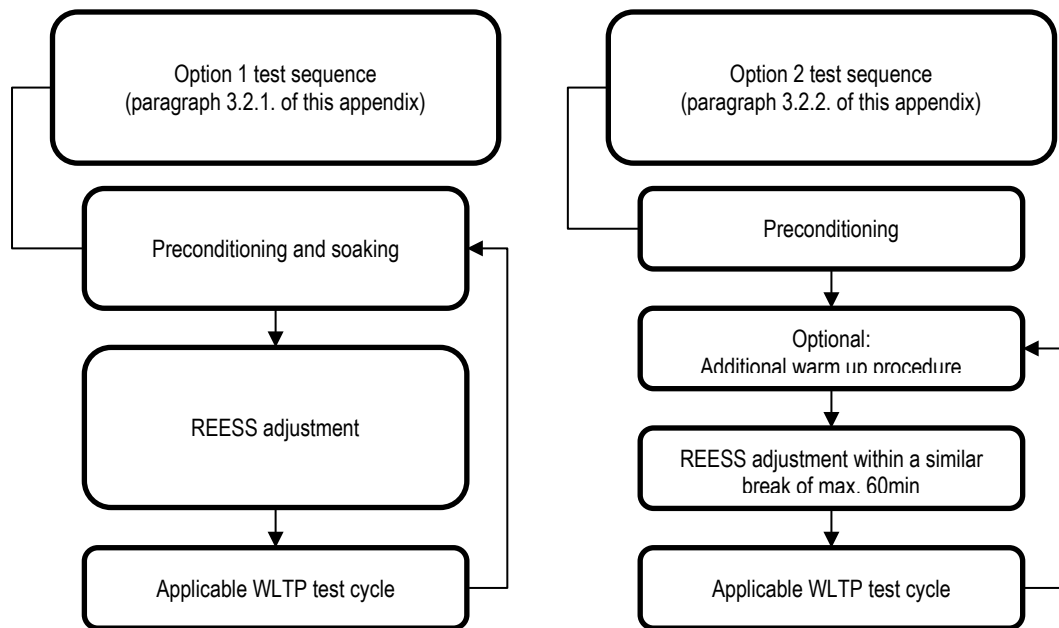 Option 1 test sequence
(paragraph 3.2.1. of this appendix)
Preconditioning and soaking
REESS adjustment
Applicable WLTP test cycle
Option 2 test sequence
(paragraph 3.2.2. of this appendix)
Preconditioning
Optional:
Additional warm up procedure
REESS adjustment within a similar
break of max. 60min
Applicable WLTP test cycle